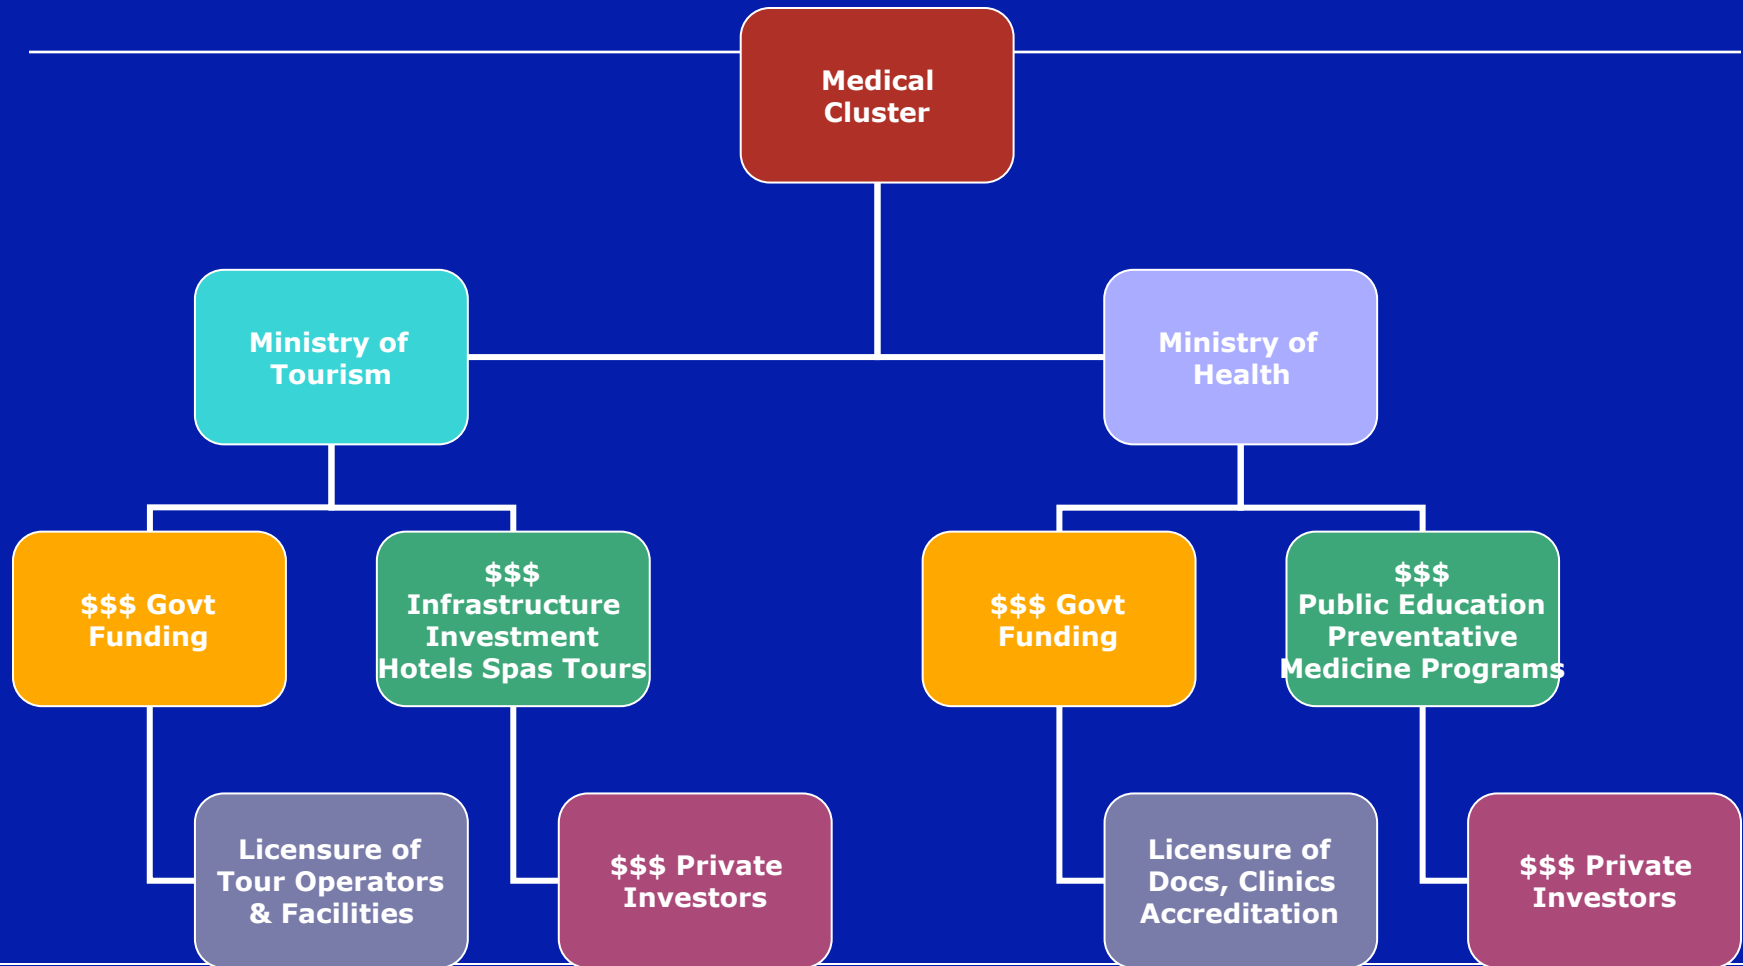 Medical
Cluster
Ministry of
Tourism
Ministry of
Health
$$$ Govt
Funding
$$$
Infrastructure
Investment
Hotels Spas Tours
$$$ Govt
Funding
$$$
Public Education
Preventative
Medicine Programs
Licensure of
Tour Operators
& Facilities
$$$ Private
Investors
Licensure of
Docs, Clinics
Accreditation
$$$ Private
Investors